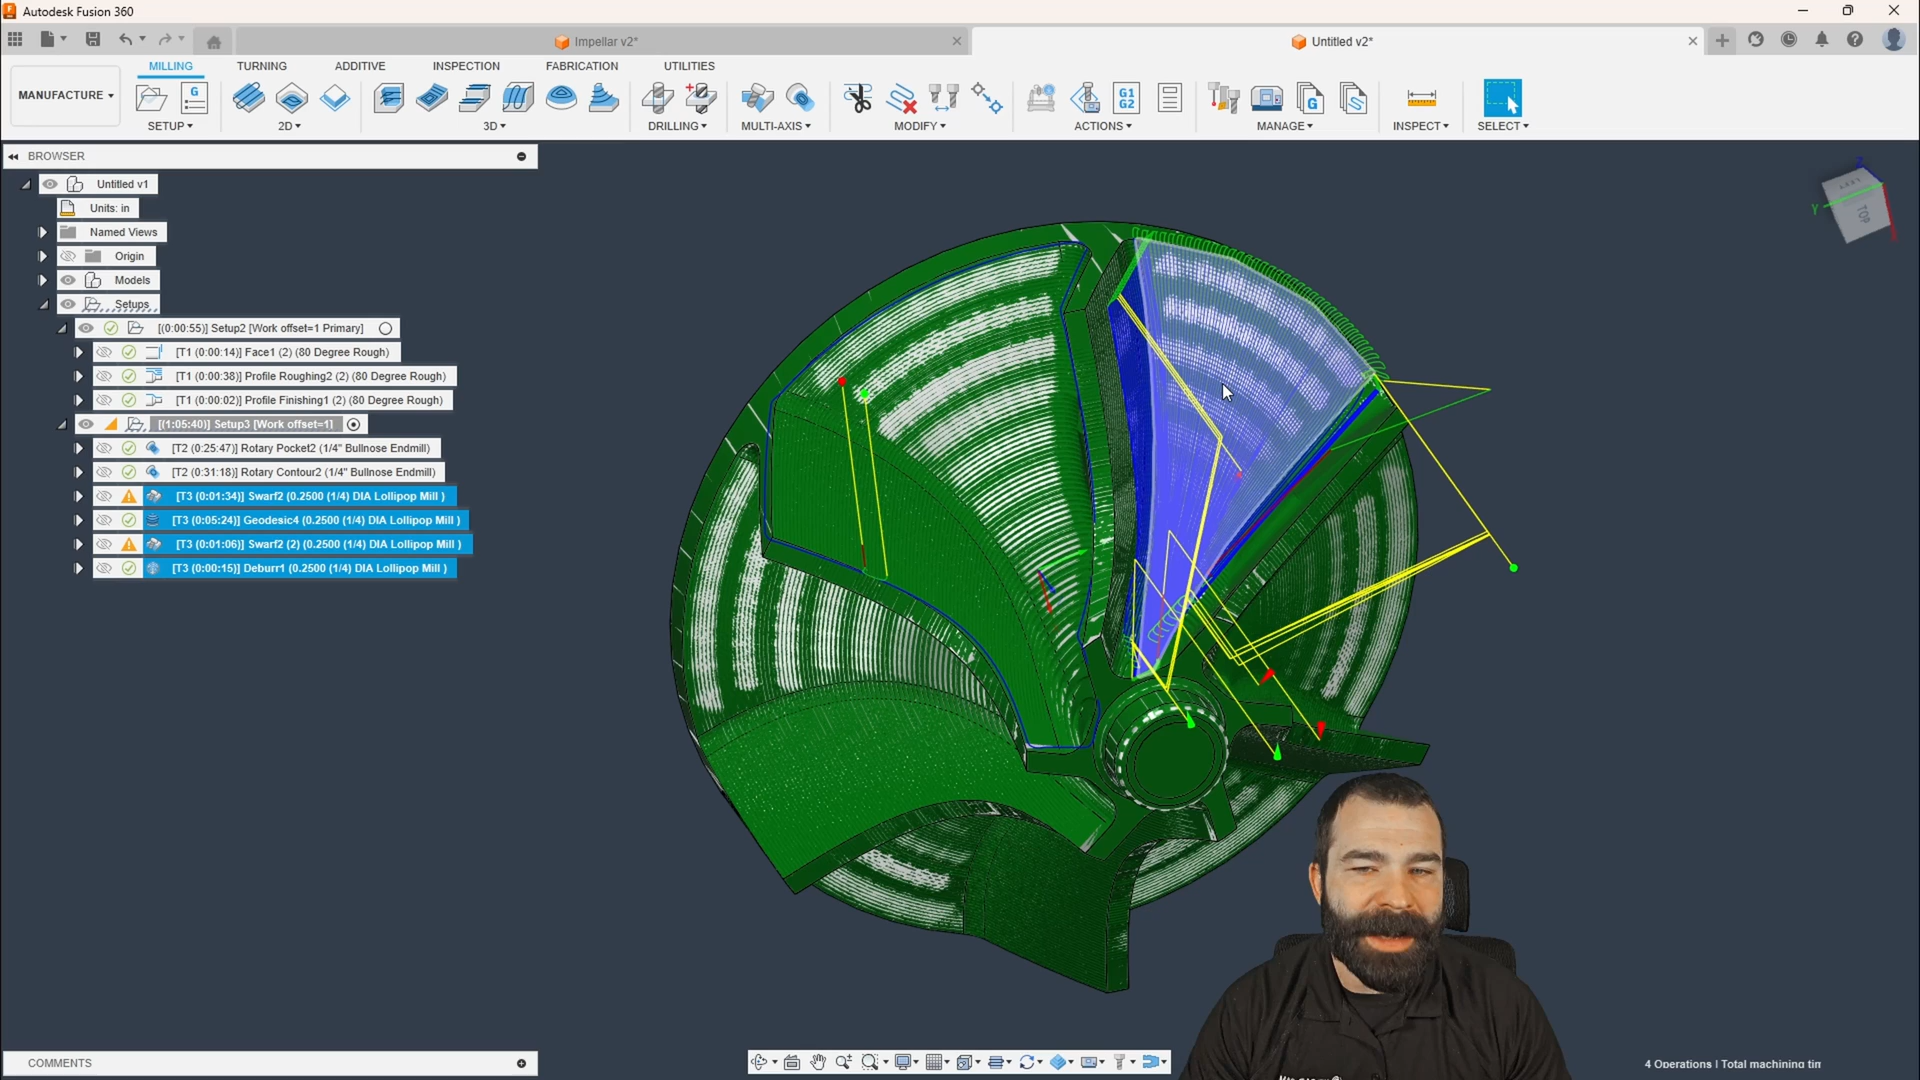 Autodesk Fusion 360
Impellar v2*
Untitled v2*
MANUFACTURE
MILLING TURNING ADDITIVE INSPECTION FABRICATION UTILITIES
G
G1
G2
G
SETUP 2D 3D DRILLING MULTI-AXIS MODIFY ACTIONS MANAGE INSPECT SELECT
BROWSER
Untitled v1
Units: in
Named Views
Origin
Models
Setups
[(0:00:55)] Setup2 [Work offset=1 Primary]
[T1 (0:00:14)] Face1 (2) (80 Degree Rough)
[T1 (0:00:38)] Profile Roughing2 (2) (80 Degree Rough)
[T1 (0:00:02)] Profile Finishing1 (2) (80 Degree Rough)
[(1:05:40)] Setup3 [Work offset=1]
[T2 (0:25:47)] Rotary Pocket2 (1/4" Bullnose Endmill)
[T2 (0:31:18)] Rotary Contour2 (1/4" Bullnose Endmill)
[T3 (0:01:34)] Swarf2 (0.2500 (1/4) DIA Lollipop Mill )
[T3 (0:05:24)] Geodesic4 (0.2500 (1/4) DIA Lollipop Mill )
[T3 (0:01:06)] Swarf2 (2) (0.2500 (1/4) DIA Lollipop Mill )
[T3 (0:00:15)] Deburr1 (0.2500 (1/4) DIA Lollipop Mill )
Z
Y
LEFT
TOP
COMMENTS
4 Operations | Total machining tim